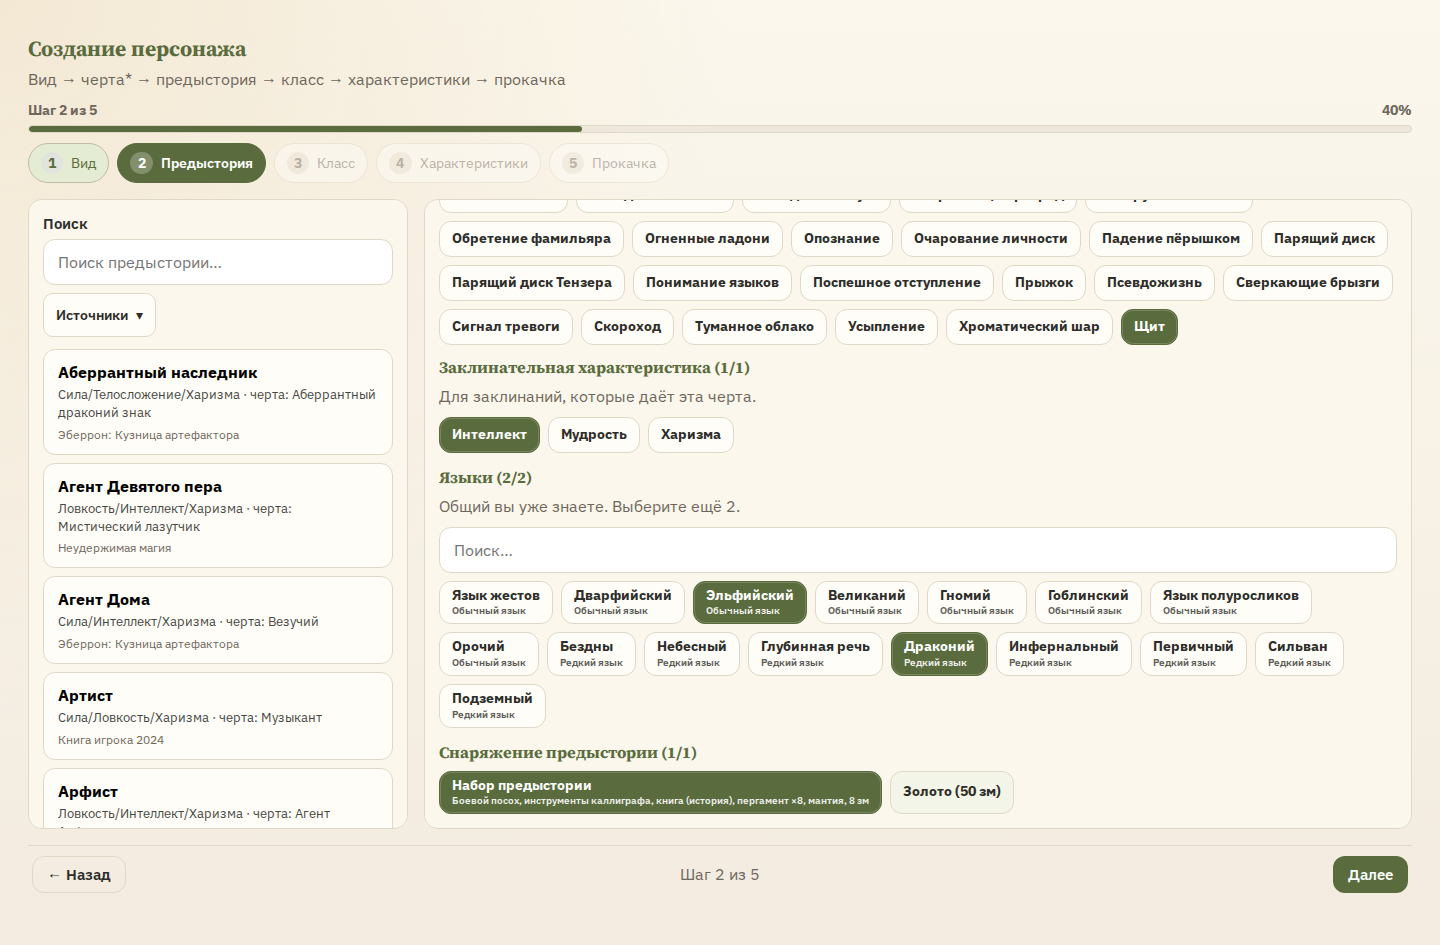 Создание персонажа
Вид → черта* → предыстория → класс → характеристики → прокачка
Шаг 2 из 5
40%
1 Вид
2 Предыстория
3 Класс
4 Характеристики
5 Прокачка
Поиск
Поиск предыстории...
Источники ▾
Аберрантный наследник
Сила/Телосложение/Харизма · черта: Аберрантный
драконий знак
Эберрон: Кузница артефактора
Агент Девятого пера
Ловкость/Интеллект/Харизма · черта:
Мистический лазутчик
Неудержимая магия
Агент Дома
Сила/Интеллект/Харизма · черта: Везучий
Эберрон: Кузница артефактора
Артист
Сила/Ловкость/Харизма · черта: Музыкант
Книга игрока 2024
Арфист
Ловкость/Интеллект/Харизма · черта: Агент
Обретение фамильяра
Огненные ладони
Опознание
Очарование личности
Падение пёрышком
Парящий диск
Парящий диск Тензера
Понимание языков
Поспешное отступление
Прыжок
Псевдожизнь
Сверкающие брызги
Сигнал тревоги
Скороход
Туманное облако
Усыпление
Хроматический шар
Щит
Заклинательная характеристика (1/1)
Для заклинаний, которые даёт эта черта.
Интеллект
Мудрость
Харизма
Языки (2/2)
Общий вы уже знаете. Выберите ещё 2.
Поиск...
Язык жестов
Обычный язык
Дварфийский
Обычный язык
Эльфийский
Обычный язык
Великаний
Обычный язык
Гномий
Обычный язык
Гоблинский
Обычный язык
Язык полуросликов
Обычный язык
Орочий
Обычный язык
Бездны
Редкий язык
Небесный
Редкий язык
Глубинная речь
Редкий язык
Драконий
Редкий язык
Инфернальный
Редкий язык
Первичный
Редкий язык
Сильван
Редкий язык
Подземный
Редкий язык
Снаряжение предыстории (1/1)
Набор предыстории
Боевой посох, инструменты каллиграфа, книга (история), пергамент ×8, мантия, 8 зм
Золото (50 зм)
← Назад
Шаг 2 из 5
Далее